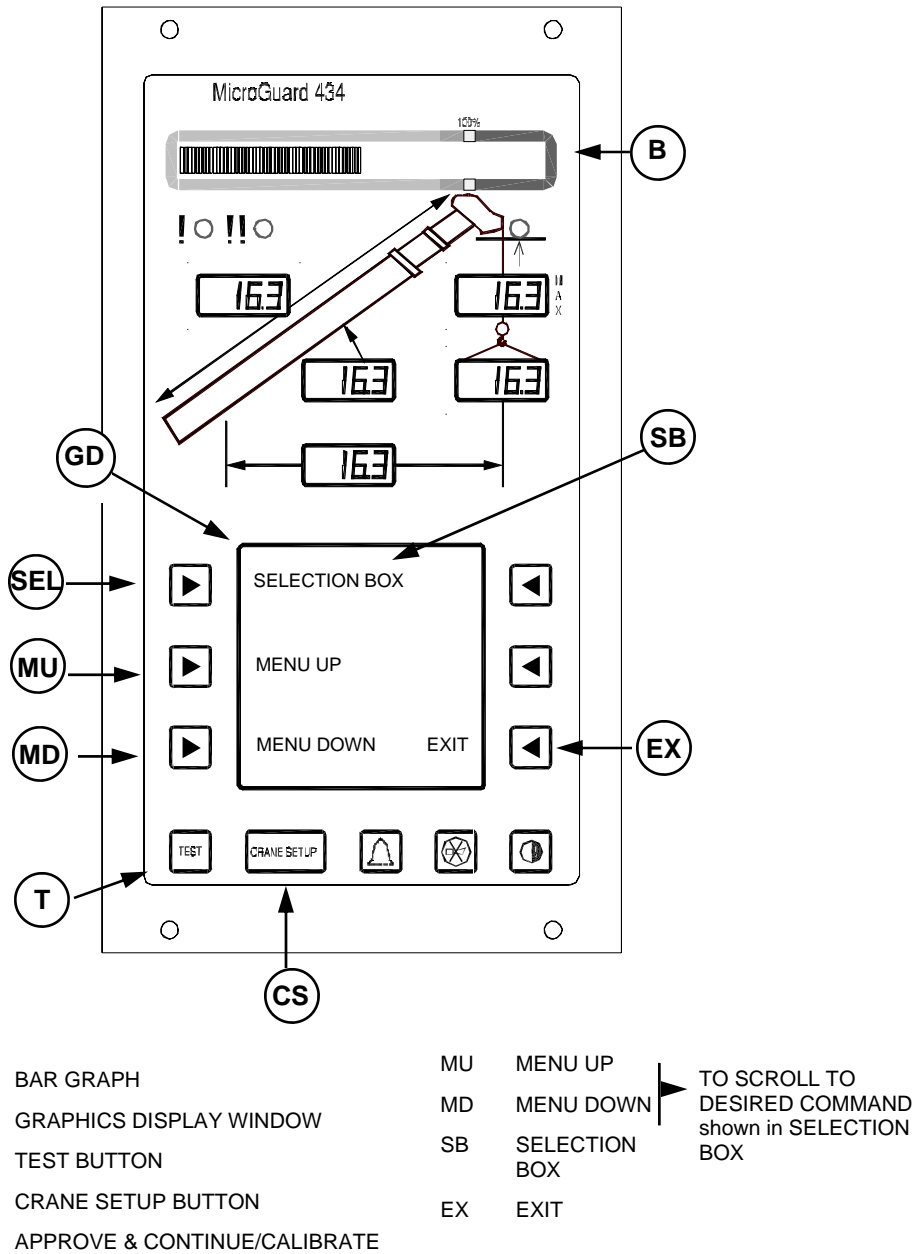 MicroGuard 434
100%
B
! !!
16.3 16.3 MAX
16.3 16.3
16.3
GD SB
SEL SELECTION BOX
MU MENU UP
MD MENU DOWN EXIT EX
TEST CRANE SETUP
T
CS
BAR GRAPH
GRAPHICS DISPLAY WINDOW
TEST BUTTON
CRANE SETUP BUTTON
APPROVE & CONTINUE/CALIBRATE
MU MENU UP
MD MENU DOWN
SB SELECTION
BOX
EX EXIT
TO SCROLL TO
DESIRED COMMAND
shown in SELECTION
BOX